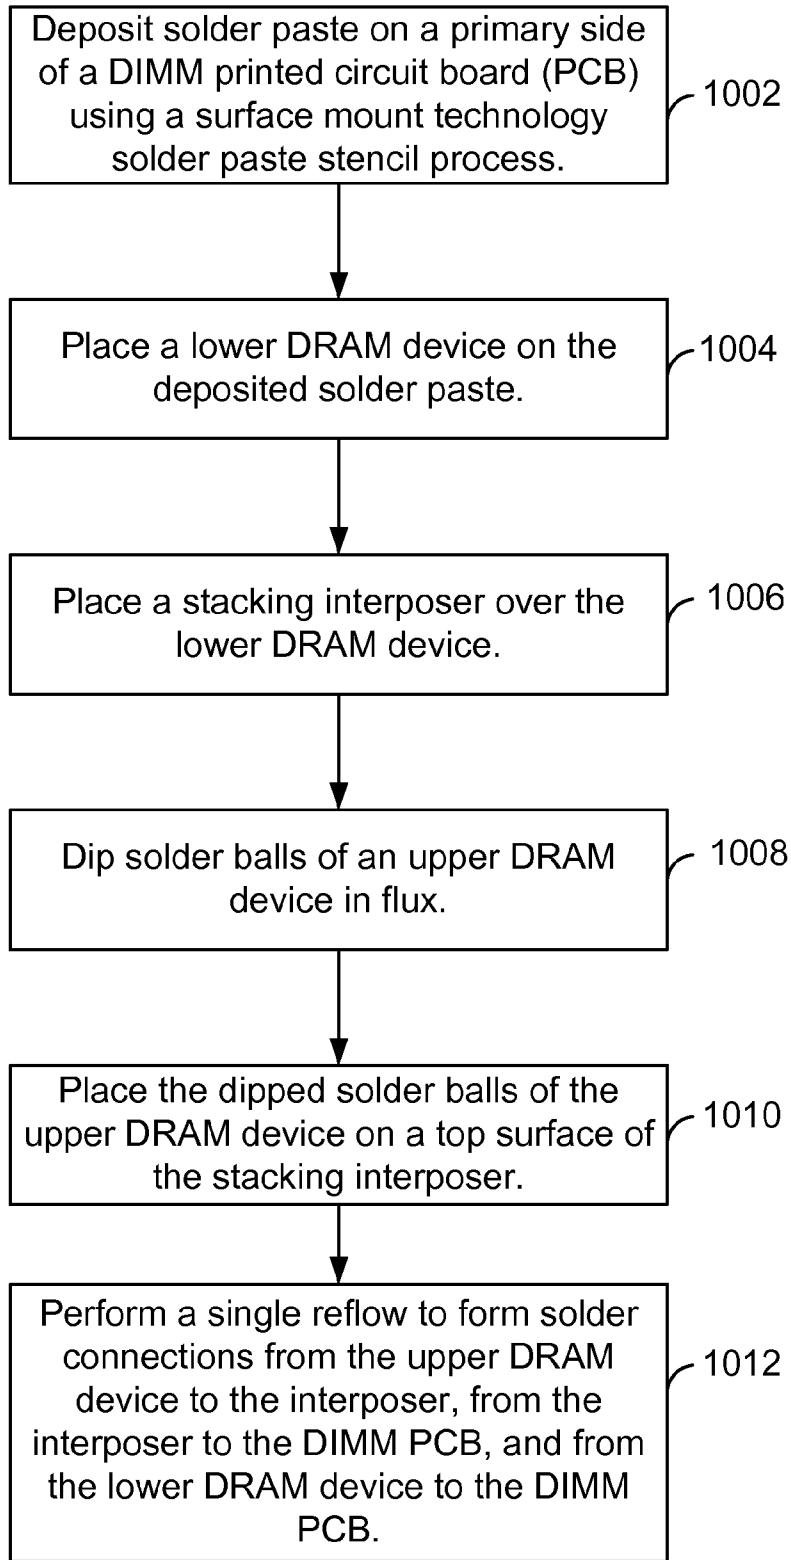 Deposit solder paste on a primary side
of a DIMM printed circuit board (PCB)
using a surface mount technology
solder paste stencil process.
1002
Place a lower DRAM device on the
deposited solder paste.
1004
Place a stacking interposer over the
lower DRAM device.
1006
Dip solder balls of an upper DRAM
device in flux.
1008
Place the dipped solder balls of the
upper DRAM device on a top surface of
the stacking interposer.
1010
Perform a single reflow to form solder
connections from the upper DRAM
device to the interposer, from the
interposer to the DIMM PCB, and from
the lower DRAM device to the DIMM
PCB.
1012